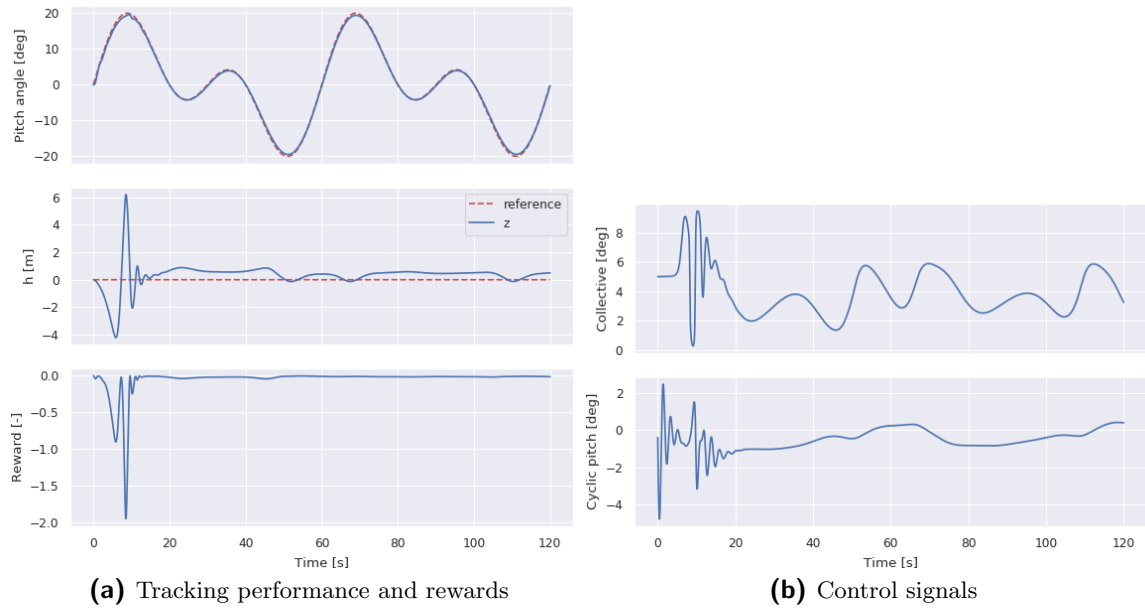 20
10
0
−10
−20
Pitch angle [deg]
6
4
2
0
−2
−4
h [m]
reference
z
0.0
−0.5
−1.0
−1.5
−2.0
Reward [-]
0 20 40 60 80 100 120
Time [s]
(a) Tracking performance and rewards
8
6
4
2
0
Collective [deg]
2
0
−2
−4
Cyclic pitch [deg]
0 20 40 60 80 100 120
Time [s]
(b) Control signals